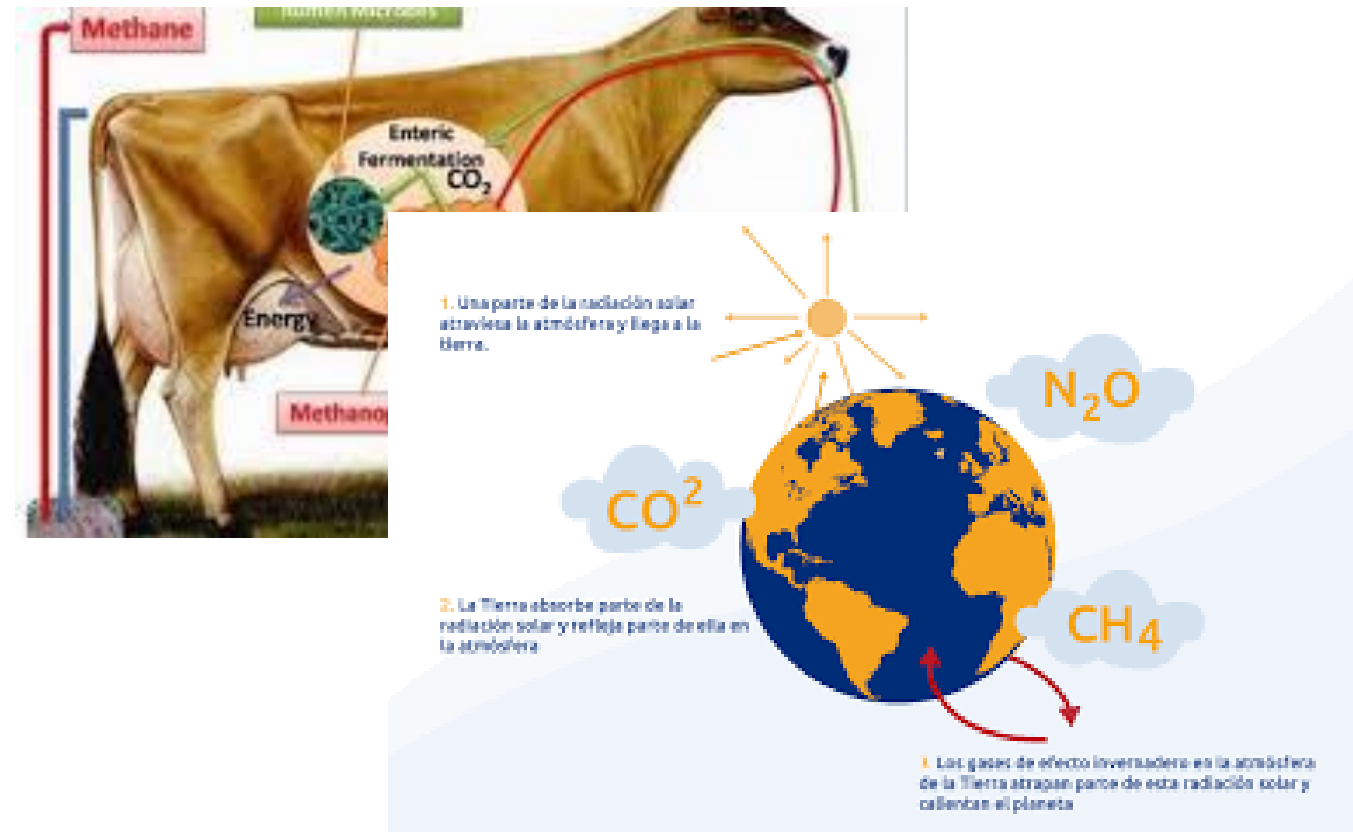 Methane
Rumen Microbes
Enteric
Fermentation
CO₂
Energy
1. Una parte de la radiación solar
atraviesa la atmósfera y llega a la
tierra.
N₂O
CO²
2. La Tierra absorbe parte de la
radiación solar y refleja parte de ella en
la atmósfera
CH₄
Los gases de efecto invernadero en la atmósfera
de la Tierra atrapan parte de esta radiación solar y
calientan el planeta